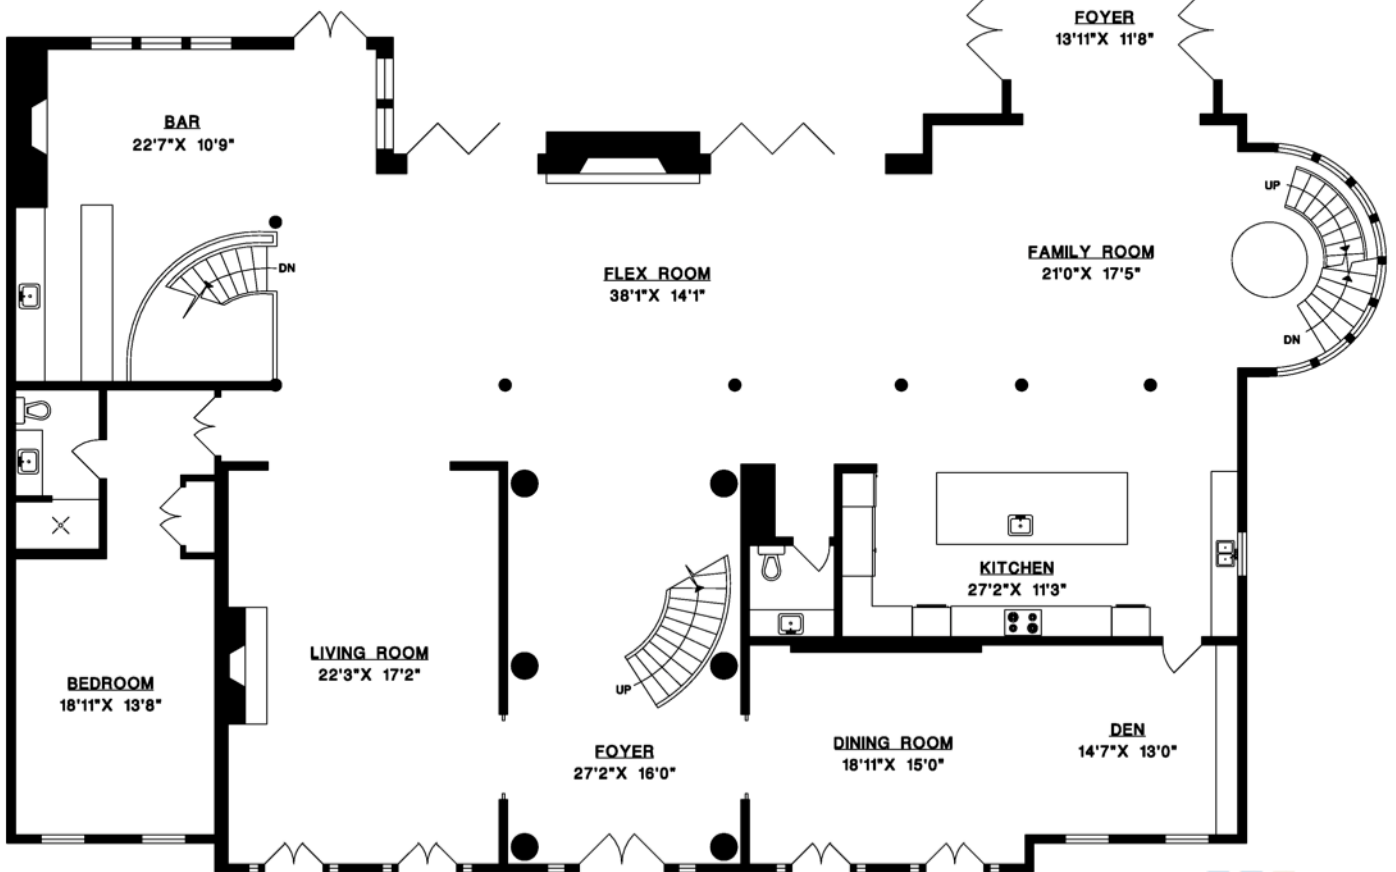 FOYER
13'11"X 11'8"
BAR
22'7"X 10'9"
UP
FAMILY ROOM
21'0"X 17'5"
DN
FLEX ROOM
38'1"X 14'1"
DN
KITCHEN
27'2"X 11'3"
LIVING ROOM
22'3"X 17'2"
BEDROOM
18'11"X 13'8"
UP
FOYER
27'2"X 16'0"
DINING ROOM
18'11"X 15'0"
DEN
14'7"X 13'0"